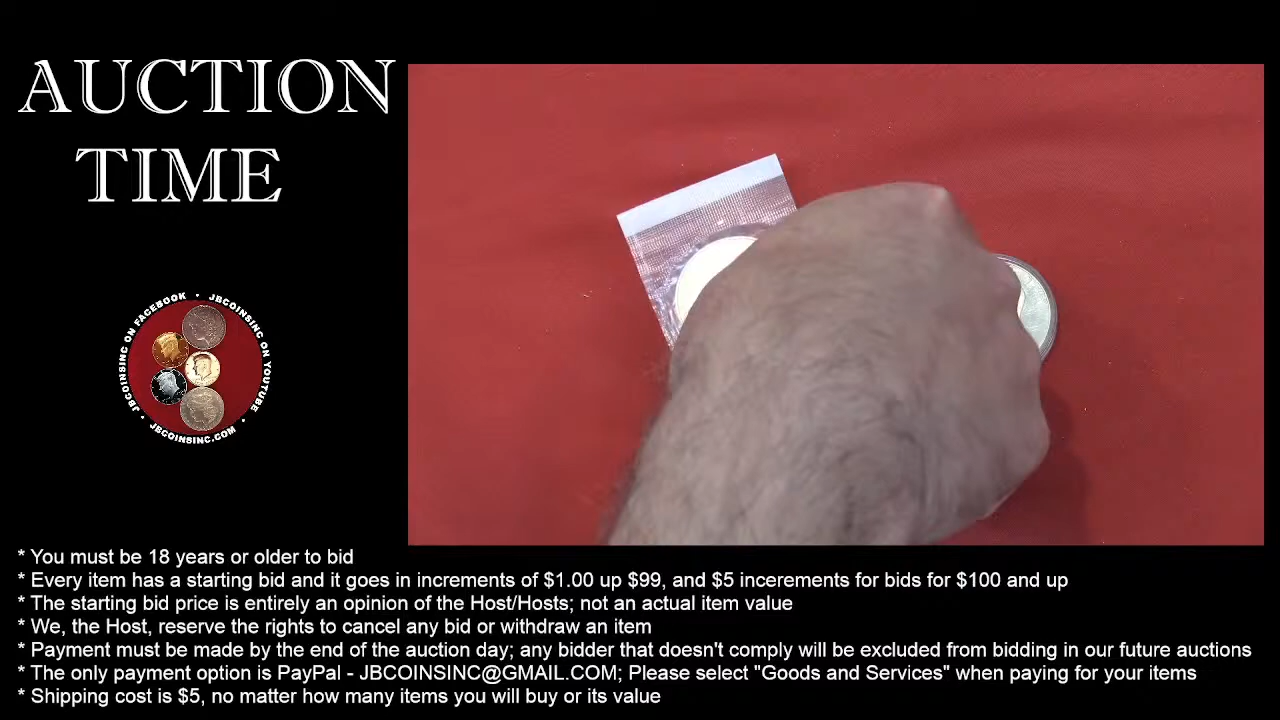 AUCTION
TIME
JBCOINSINC ON FACEBOOK • JBCOINSINC ON YOUTUBE • JBCOINSINC.COM •
* You must be 18 years or older to bid
* Every item has a starting bid and it goes in increments of $1.00 up $99, and $5 incerements for bids for $100 and up
* The starting bid price is entirely an opinion of the Host/Hosts; not an actual item value
* We, the Host, reserve the rights to cancel any bid or withdraw an item
* Payment must be made by the end of the auction day; any bidder that doesn't comply will be excluded from bidding in our future auctions
* The only payment option is PayPal - JBCOINSINC@GMAIL.COM; Please select "Goods and Services" when paying for your items
* Shipping cost is $5, no matter how many items you will buy or its value